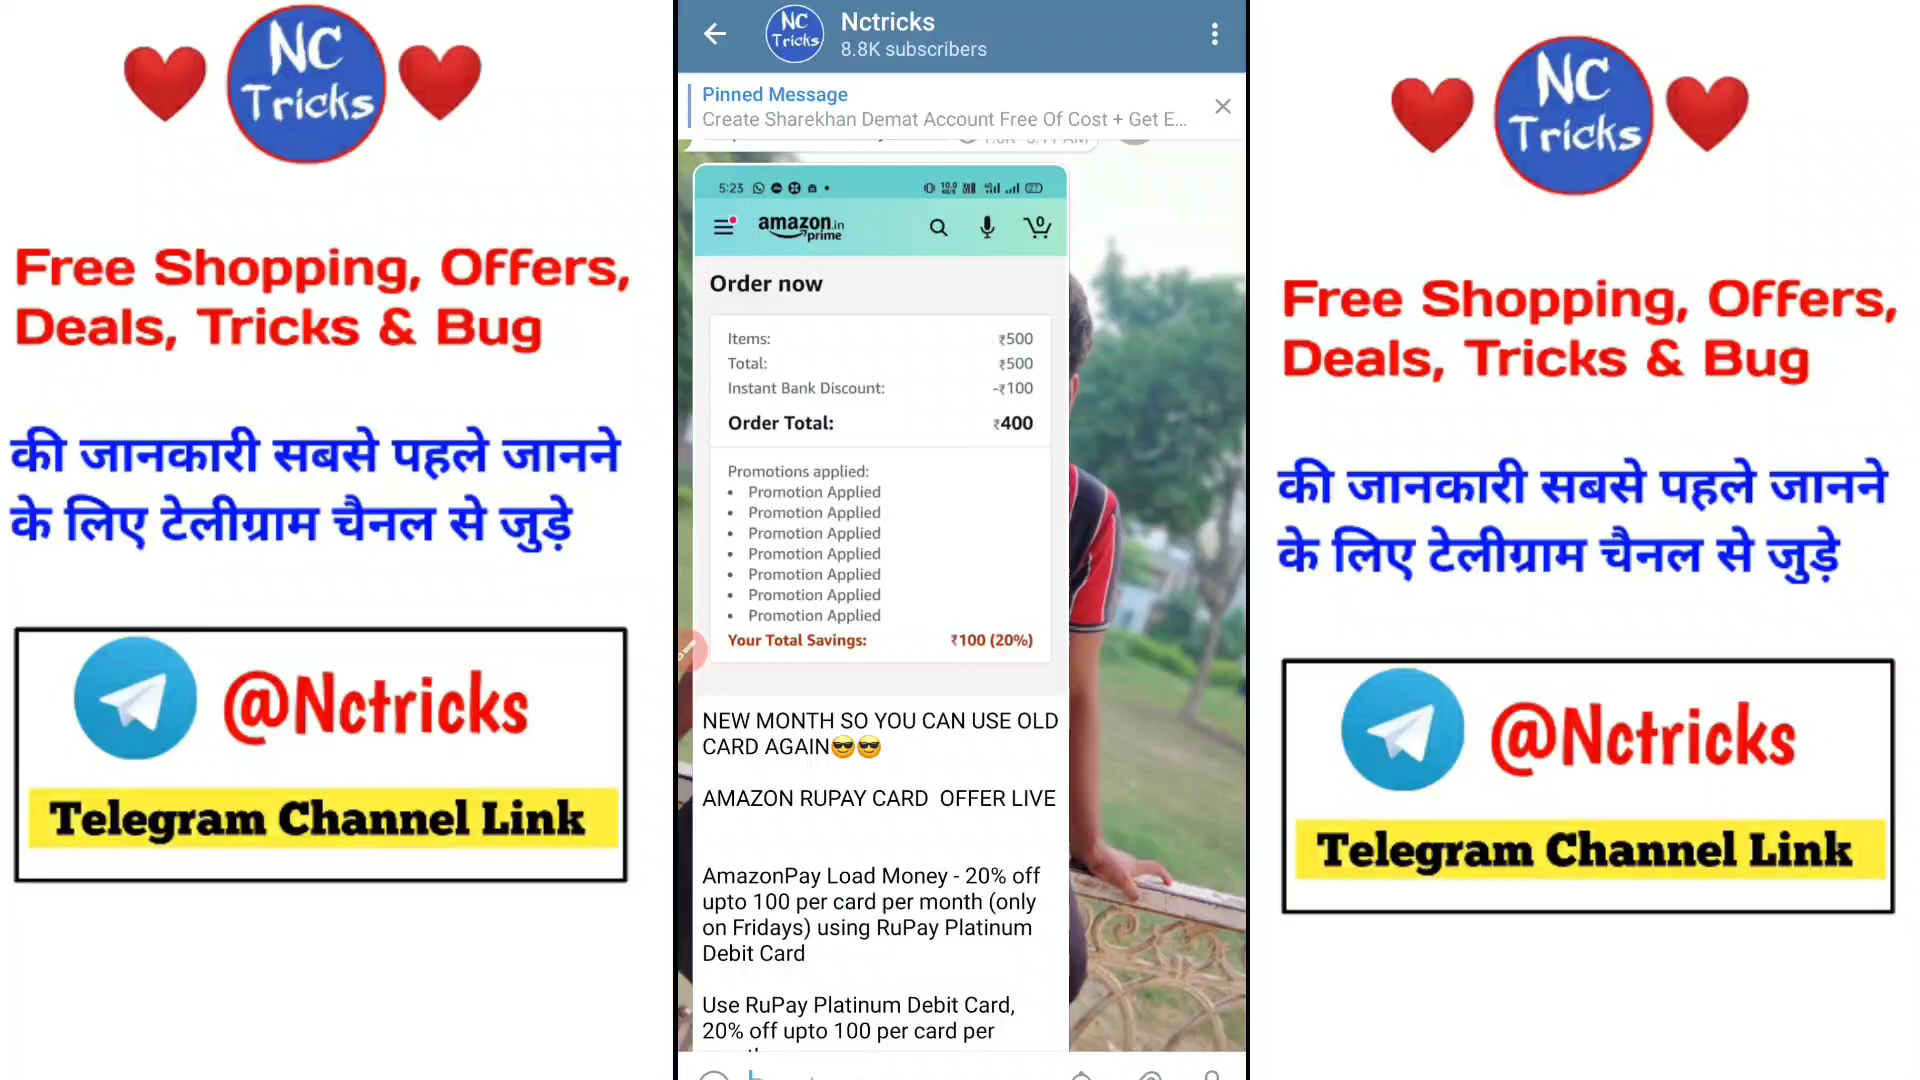 NC
Tricks
Free Shopping, Offers,
Deals, Tricks & Bug
की जानकारी सबसे पहले जानने
के लिए टेलीग्राम चैनल से जुड़े
@Nctricks
Telegram Channel Link
NC
Tricks
Nctricks
8.8K subscribers
Pinned Message
Create Sharekhan Demat Account Free Of Cost + Get E...
5:23
amazon.in
prime
0
Order now
Items: ₹500
Total: ₹500
Instant Bank Discount: -₹100
Order Total: ₹400
Promotions applied:
• Promotion Applied
• Promotion Applied
• Promotion Applied
• Promotion Applied
• Promotion Applied
• Promotion Applied
• Promotion Applied
Your Total Savings: ₹100 (20%)
NEW MONTH SO YOU CAN USE OLD
CARD AGAIN😎😎
AMAZON RUPAY CARD OFFER LIVE
AmazonPay Load Money - 20% off
upto 100 per card per month (only
on Fridays) using RuPay Platinum
Debit Card
Use RuPay Platinum Debit Card,
20% off upto 100 per card per
NC
Tricks
Free Shopping, Offers,
Deals, Tricks & Bug
की जानकारी सबसे पहले जानने
के लिए टेलीग्राम चैनल से जुड़े
@Nctricks
Telegram Channel Link